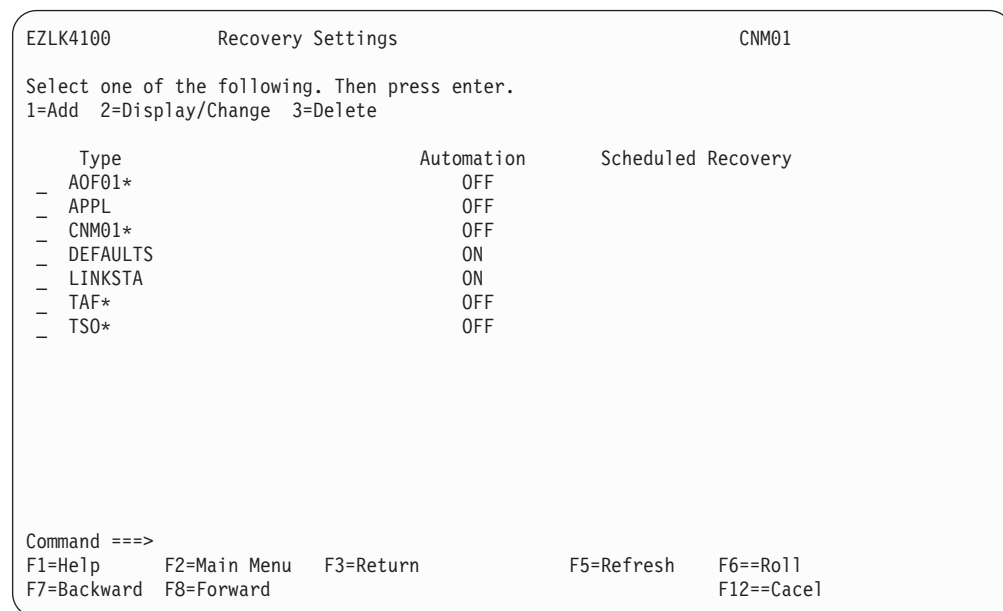 EZLK4100 Recovery Settings CNM01
Select one of the following. Then press enter.
1=Add 2=Display/Change 3=Delete
Type Automation Scheduled Recovery
_ AOF01* OFF
_ APPL OFF
_ CNM01* OFF
_ DEFAULTS ON
_ LINKSTA ON
_ TAF* OFF
_ TSO* OFF
Command ===>
F1=Help F2=Main Menu F3=Return F5=Refresh F6==Roll
F7=Backward F8=Forward F12==Cacel